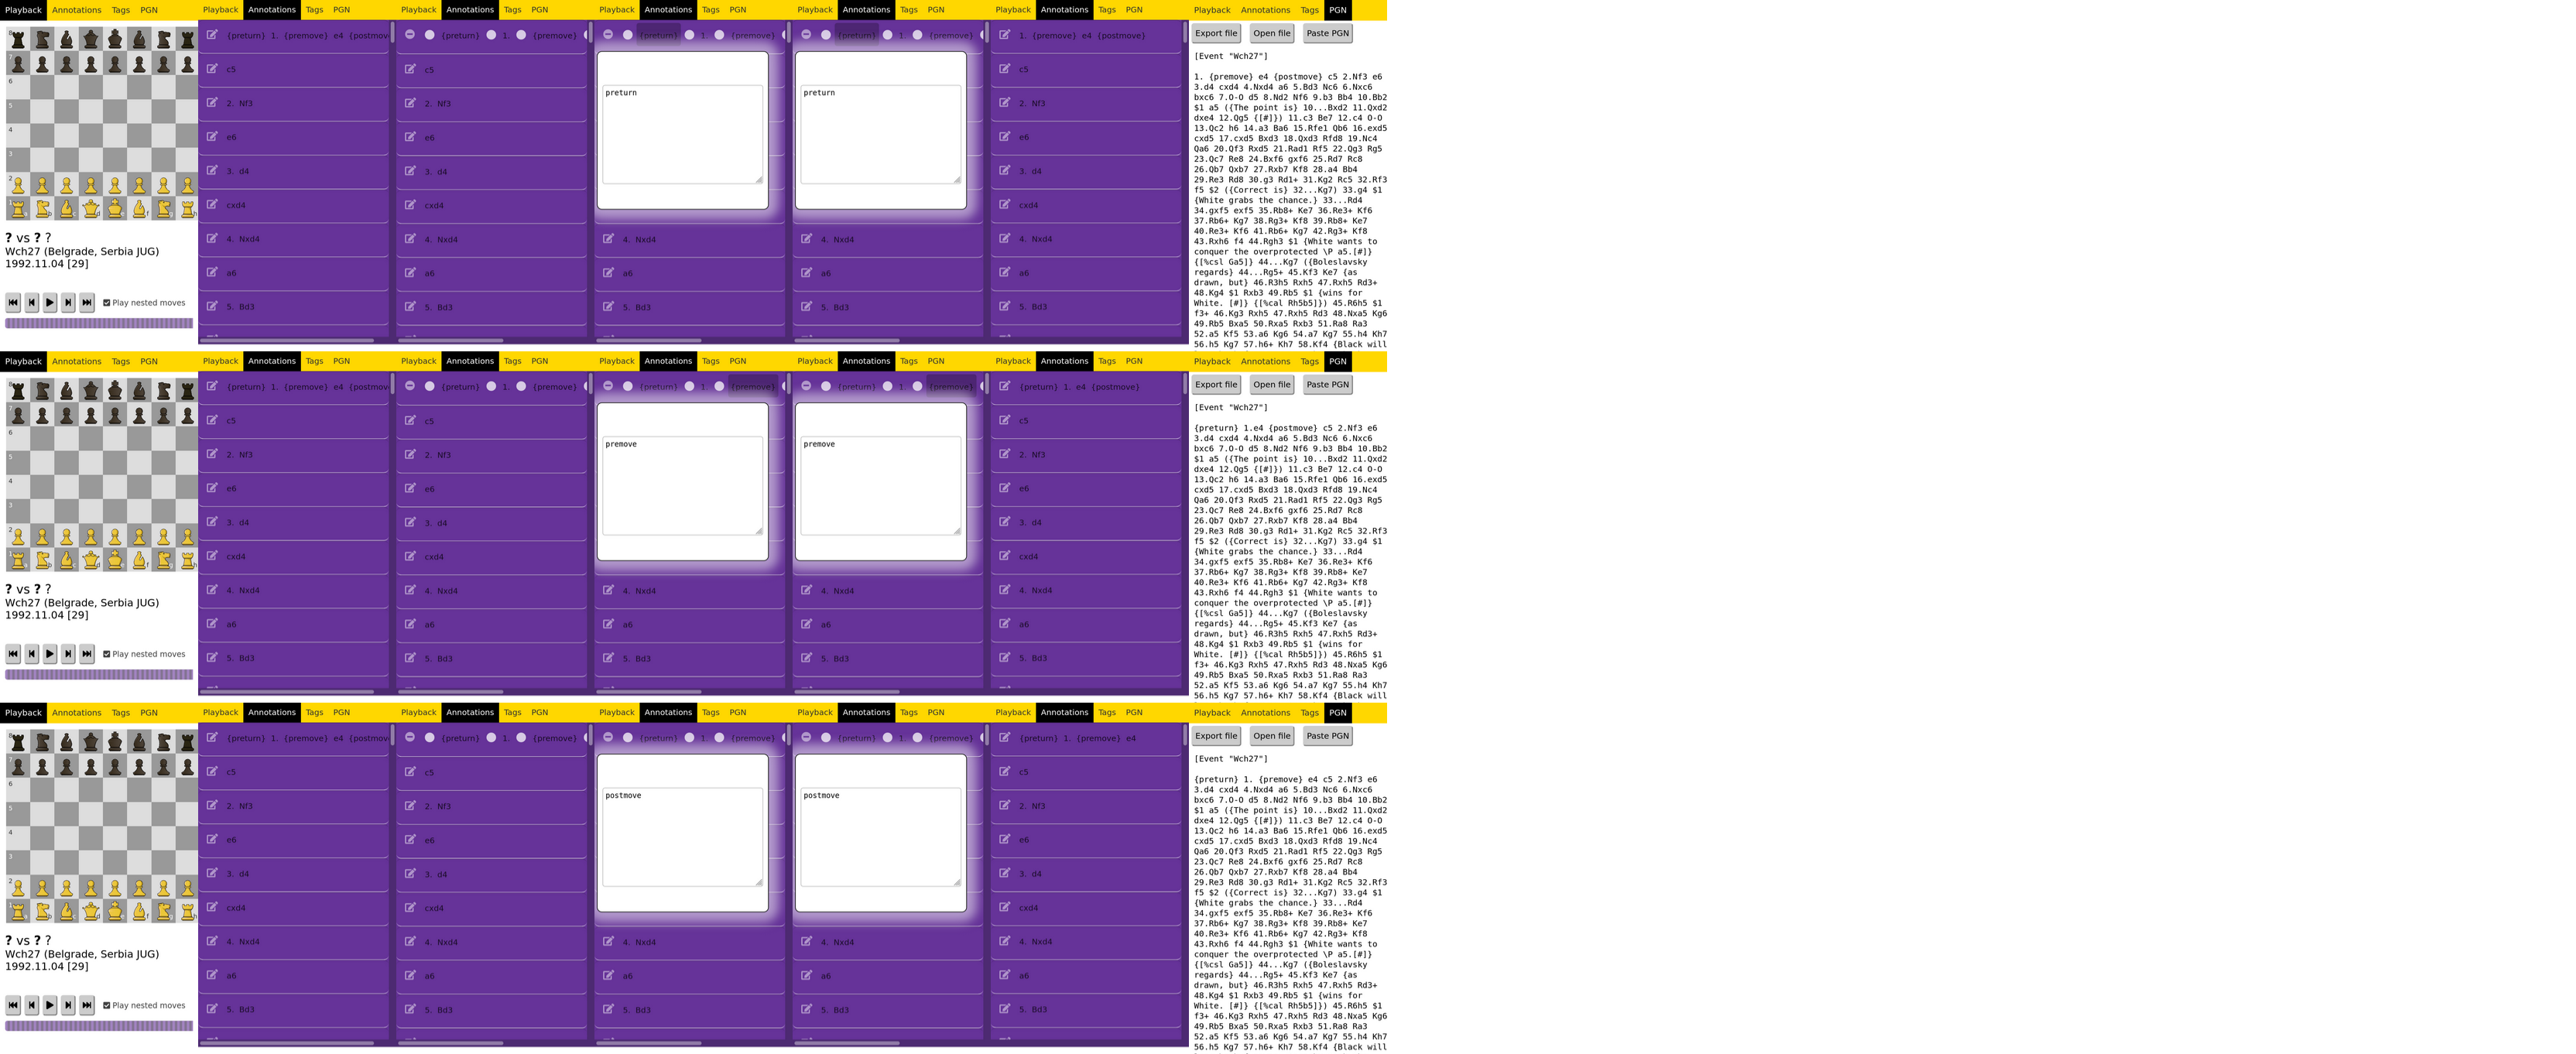 Playback Annotations Tags PGN
8
7
6
5
4
3
2
1
? vs ? ?
Wch27 (Belgrade, Serbia JUG)
1992.11.04 [29]
Play nested moves
Playback Annotations Tags PGN
{preturn} 1. {premove} e4 {postmov
c5
2. Nf3
e6
3. d4
cxd4
4. Nxd4
a6
5. Bd3
Playback Annotations Tags PGN
{preturn} 1. {premove}
c5
2. Nf3
e6
3. d4
cxd4
4. Nxd4
a6
5. Bd3
Playback Annotations Tags PGN
{preturn} 1. {premove}
preturn
4. Nxd4
a6
5. Bd3
Playback Annotations Tags PGN
{preturn} 1. {premove}
preturn
4. Nxd4
a6
5. Bd3
Playback Annotations Tags PGN
1. {premove} e4 {postmove}
c5
2. Nf3
e6
3. d4
cxd4
4. Nxd4
a6
5. Bd3
Playback Annotations Tags PGN
Export file Open file Paste PGN
[Event "Wch27"]
1. {premove} e4 {postmove} c5 2.Nf3 e6
3.d4 cxd4 4.Nxd4 a6 5.Bd3 Nc6 6.Nxc6
bxc6 7.O-O d5 8.Nd2 Nf6 9.b3 Bb4 10.Bb2
$1 a5 ({The point is} 10...Bxd2 11.Qxd2
dxe4 12.Qg5 {[#]}) 11.c3 Be7 12.c4 O-O
13.Qc2 h6 14.a3 Ba6 15.Rfe1 Qb6 16.exd5
cxd5 17.cxd5 Bxd3 18.Qxd3 Rfd8 19.Nc4
Qa6 20.Qf3 Rxd5 21.Rad1 Rf5 22.Qg3 Rg5
23.Qc7 Re8 24.Bxf6 gxf6 25.Rd7 Rc8
26.Qb7 Qxb7 27.Rxb7 Kf8 28.a4 Bb4
29.Re3 Rd8 30.g3 Rd1+ 31.Kg2 Rc5 32.Rf3
f5 $2 ({Correct is} 32...Kg7) 33.g4 $1
{White grabs the chance.} 33...Rd4
34.gxf5 exf5 35.Rb8+ Ke7 36.Re3+ Kf6
37.Rb6+ Kg7 38.Rg3+ Kf8 39.Rb8+ Ke7
40.Re3+ Kf6 41.Rb6+ Kg7 42.Rg3+ Kf8
43.Rxh6 f4 44.Rgh3 $1 {White wants to
conquer the overprotected \P a5.[#]}
{[%csl Ga5]} 44...Kg7 ({Boleslavsky
regards} 44...Rg5+ 45.Kf3 Ke7 {as
drawn, but} 46.R3h5 Rxh5 47.Rxh5 Rd3+
48.Kg4 $1 Rxb3 49.Rb5 $1 {wins for
White. [#]} {[%cal Rh5b5]}) 45.R6h5 $1
f3+ 46.Kg3 Rxh5 47.Rxh5 Rd3 48.Nxa5 Kg6
49.Rb5 Bxa5 50.Rxa5 Rxb3 51.Ra8 Ra3
52.a5 Kf5 53.a6 Kg6 54.a7 Kg7 55.h4 Kh7
56.h5 Kg7 57.h6+ Kh7 58.Kf4 {Black will
Playback Annotations Tags PGN
8
7
6
5
4
3
2
1
? vs ? ?
Wch27 (Belgrade, Serbia JUG)
1992.11.04 [29]
Play nested moves
Playback Annotations Tags PGN
{preturn} 1. {premove} e4 {postmov
c5
2. Nf3
e6
3. d4
cxd4
4. Nxd4
a6
5. Bd3
Playback Annotations Tags PGN
{preturn} 1. {premove}
c5
2. Nf3
e6
3. d4
cxd4
4. Nxd4
a6
5. Bd3
Playback Annotations Tags PGN
{preturn} 1. {premove}
premove
4. Nxd4
a6
5. Bd3
Playback Annotations Tags PGN
{preturn} 1. {premove}
premove
4. Nxd4
a6
5. Bd3
Playback Annotations Tags PGN
{preturn} 1. e4 {postmove}
c5
2. Nf3
e6
3. d4
cxd4
4. Nxd4
a6
5. Bd3
Playback Annotations Tags PGN
Export file Open file Paste PGN
[Event "Wch27"]
{preturn} 1.e4 {postmove} c5 2.Nf3 e6
3.d4 cxd4 4.Nxd4 a6 5.Bd3 Nc6 6.Nxc6
bxc6 7.O-O d5 8.Nd2 Nf6 9.b3 Bb4 10.Bb2
$1 a5 ({The point is} 10...Bxd2 11.Qxd2
dxe4 12.Qg5 {[#]}) 11.c3 Be7 12.c4 O-O
13.Qc2 h6 14.a3 Ba6 15.Rfe1 Qb6 16.exd5
cxd5 17.cxd5 Bxd3 18.Qxd3 Rfd8 19.Nc4
Qa6 20.Qf3 Rxd5 21.Rad1 Rf5 22.Qg3 Rg5
23.Qc7 Re8 24.Bxf6 gxf6 25.Rd7 Rc8
26.Qb7 Qxb7 27.Rxb7 Kf8 28.a4 Bb4
29.Re3 Rd8 30.g3 Rd1+ 31.Kg2 Rc5 32.Rf3
f5 $2 ({Correct is} 32...Kg7) 33.g4 $1
{White grabs the chance.} 33...Rd4
34.gxf5 exf5 35.Rb8+ Ke7 36.Re3+ Kf6
37.Rb6+ Kg7 38.Rg3+ Kf8 39.Rb8+ Ke7
40.Re3+ Kf6 41.Rb6+ Kg7 42.Rg3+ Kf8
43.Rxh6 f4 44.Rgh3 $1 {White wants to
conquer the overprotected \P a5.[#]}
{[%csl Ga5]} 44...Kg7 ({Boleslavsky
regards} 44...Rg5+ 45.Kf3 Ke7 {as
drawn, but} 46.R3h5 Rxh5 47.Rxh5 Rd3+
48.Kg4 $1 Rxb3 49.Rb5 $1 {wins for
White. [#]} {[%cal Rh5b5]}) 45.R6h5 $1
f3+ 46.Kg3 Rxh5 47.Rxh5 Rd3 48.Nxa5 Kg6
49.Rb5 Bxa5 50.Rxa5 Rxb3 51.Ra8 Ra3
52.a5 Kf5 53.a6 Kg6 54.a7 Kg7 55.h4 Kh7
56.h5 Kg7 57.h6+ Kh7 58.Kf4 {Black will
Playback Annotations Tags PGN
8
7
6
5
4
3
2
1
? vs ? ?
Wch27 (Belgrade, Serbia JUG)
1992.11.04 [29]
Play nested moves
Playback Annotations Tags PGN
{preturn} 1. {premove} e4 {postmov
c5
2. Nf3
e6
3. d4
cxd4
4. Nxd4
a6
5. Bd3
Playback Annotations Tags PGN
{preturn} 1. {premove}
c5
2. Nf3
e6
3. d4
cxd4
4. Nxd4
a6
5. Bd3
Playback Annotations Tags PGN
{preturn} 1. {premove}
postmove
4. Nxd4
a6
5. Bd3
Playback Annotations Tags PGN
{preturn} 1. {premove}
postmove
4. Nxd4
a6
5. Bd3
Playback Annotations Tags PGN
{preturn} 1. {premove} e4
c5
2. Nf3
e6
3. d4
cxd4
4. Nxd4
a6
5. Bd3
Playback Annotations Tags PGN
Export file Open file Paste PGN
[Event "Wch27"]
{preturn} 1. {premove} e4 c5 2.Nf3 e6
3.d4 cxd4 4.Nxd4 a6 5.Bd3 Nc6 6.Nxc6
bxc6 7.O-O d5 8.Nd2 Nf6 9.b3 Bb4 10.Bb2
$1 a5 ({The point is} 10...Bxd2 11.Qxd2
dxe4 12.Qg5 {[#]}) 11.c3 Be7 12.c4 O-O
13.Qc2 h6 14.a3 Ba6 15.Rfe1 Qb6 16.exd5
cxd5 17.cxd5 Bxd3 18.Qxd3 Rfd8 19.Nc4
Qa6 20.Qf3 Rxd5 21.Rad1 Rf5 22.Qg3 Rg5
23.Qc7 Re8 24.Bxf6 gxf6 25.Rd7 Rc8
26.Qb7 Qxb7 27.Rxb7 Kf8 28.a4 Bb4
29.Re3 Rd8 30.g3 Rd1+ 31.Kg2 Rc5 32.Rf3
f5 $2 ({Correct is} 32...Kg7) 33.g4 $1
{White grabs the chance.} 33...Rd4
34.gxf5 exf5 35.Rb8+ Ke7 36.Re3+ Kf6
37.Rb6+ Kg7 38.Rg3+ Kf8 39.Rb8+ Ke7
40.Re3+ Kf6 41.Rb6+ Kg7 42.Rg3+ Kf8
43.Rxh6 f4 44.Rgh3 $1 {White wants to
conquer the overprotected \P a5.[#]}
{[%csl Ga5]} 44...Kg7 ({Boleslavsky
regards} 44...Rg5+ 45.Kf3 Ke7 {as
drawn, but} 46.R3h5 Rxh5 47.Rxh5 Rd3+
48.Kg4 $1 Rxb3 49.Rb5 $1 {wins for
White. [#]} {[%cal Rh5b5]}) 45.R6h5 $1
f3+ 46.Kg3 Rxh5 47.Rxh5 Rd3 48.Nxa5 Kg6
49.Rb5 Bxa5 50.Rxa5 Rxb3 51.Ra8 Ra3
52.a5 Kf5 53.a6 Kg6 54.a7 Kg7 55.h4 Kh7
56.h5 Kg7 57.h6+ Kh7 58.Kf4 {Black will